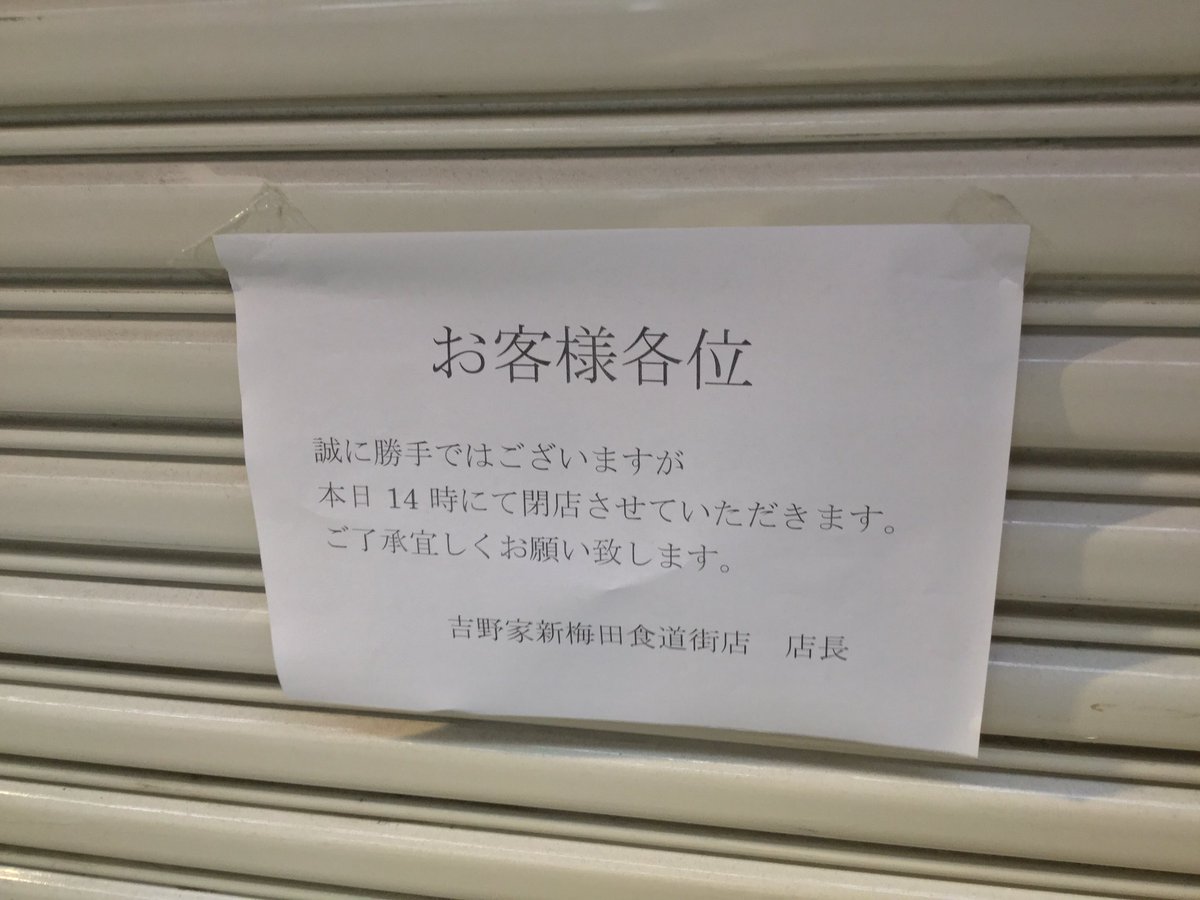 お客様各位
誠に勝手ではございますが
本日 14 時にて閉店させていただきます。
ご了承宜しくお願い致します。
吉野家新梅田食道街店　店長